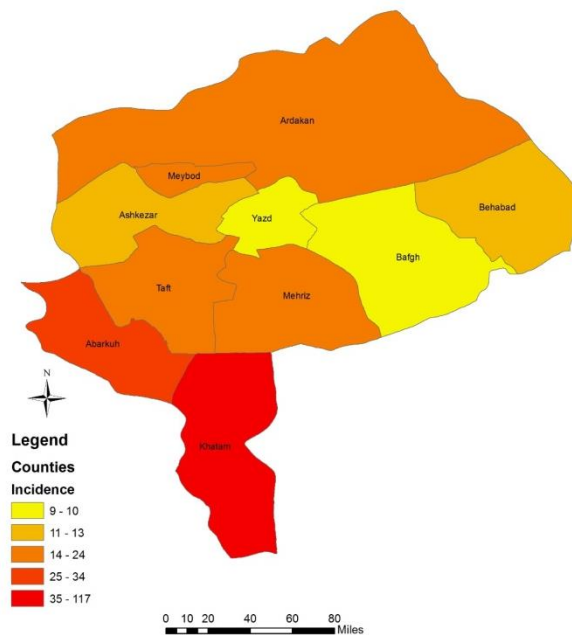 Ardakan
Meybod
Behabad
Ashkezar
Yazd
Bafgh
Taft
Mehriz
Abarkuh
N
Khatam
Legend
Counties
Incidence
9 - 10
11 - 13
14 - 24
25 - 34
35 - 117
0 10 20 40 60 80
Miles